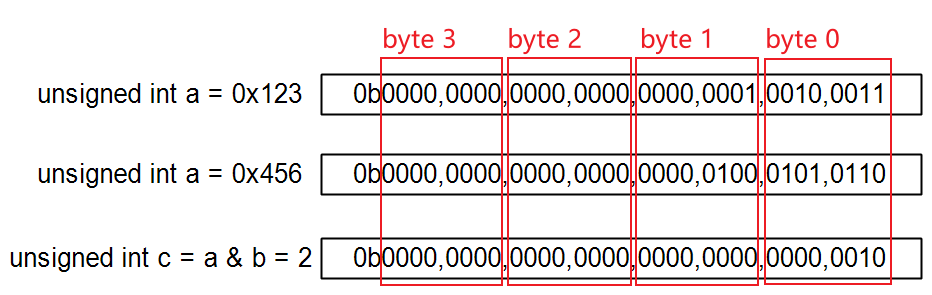 byte 3 byte 2 byte 1 byte 0
unsigned int a = 0x123 0b0000,0000,0000,0000,0000,0001,0010,0011
unsigned int a = 0x456 0b0000,0000,0000,0000,0000,0100,0101,0110
unsigned int c = a & b = 2 0b0000,0000,0000,0000,0000,0000,0000,0010